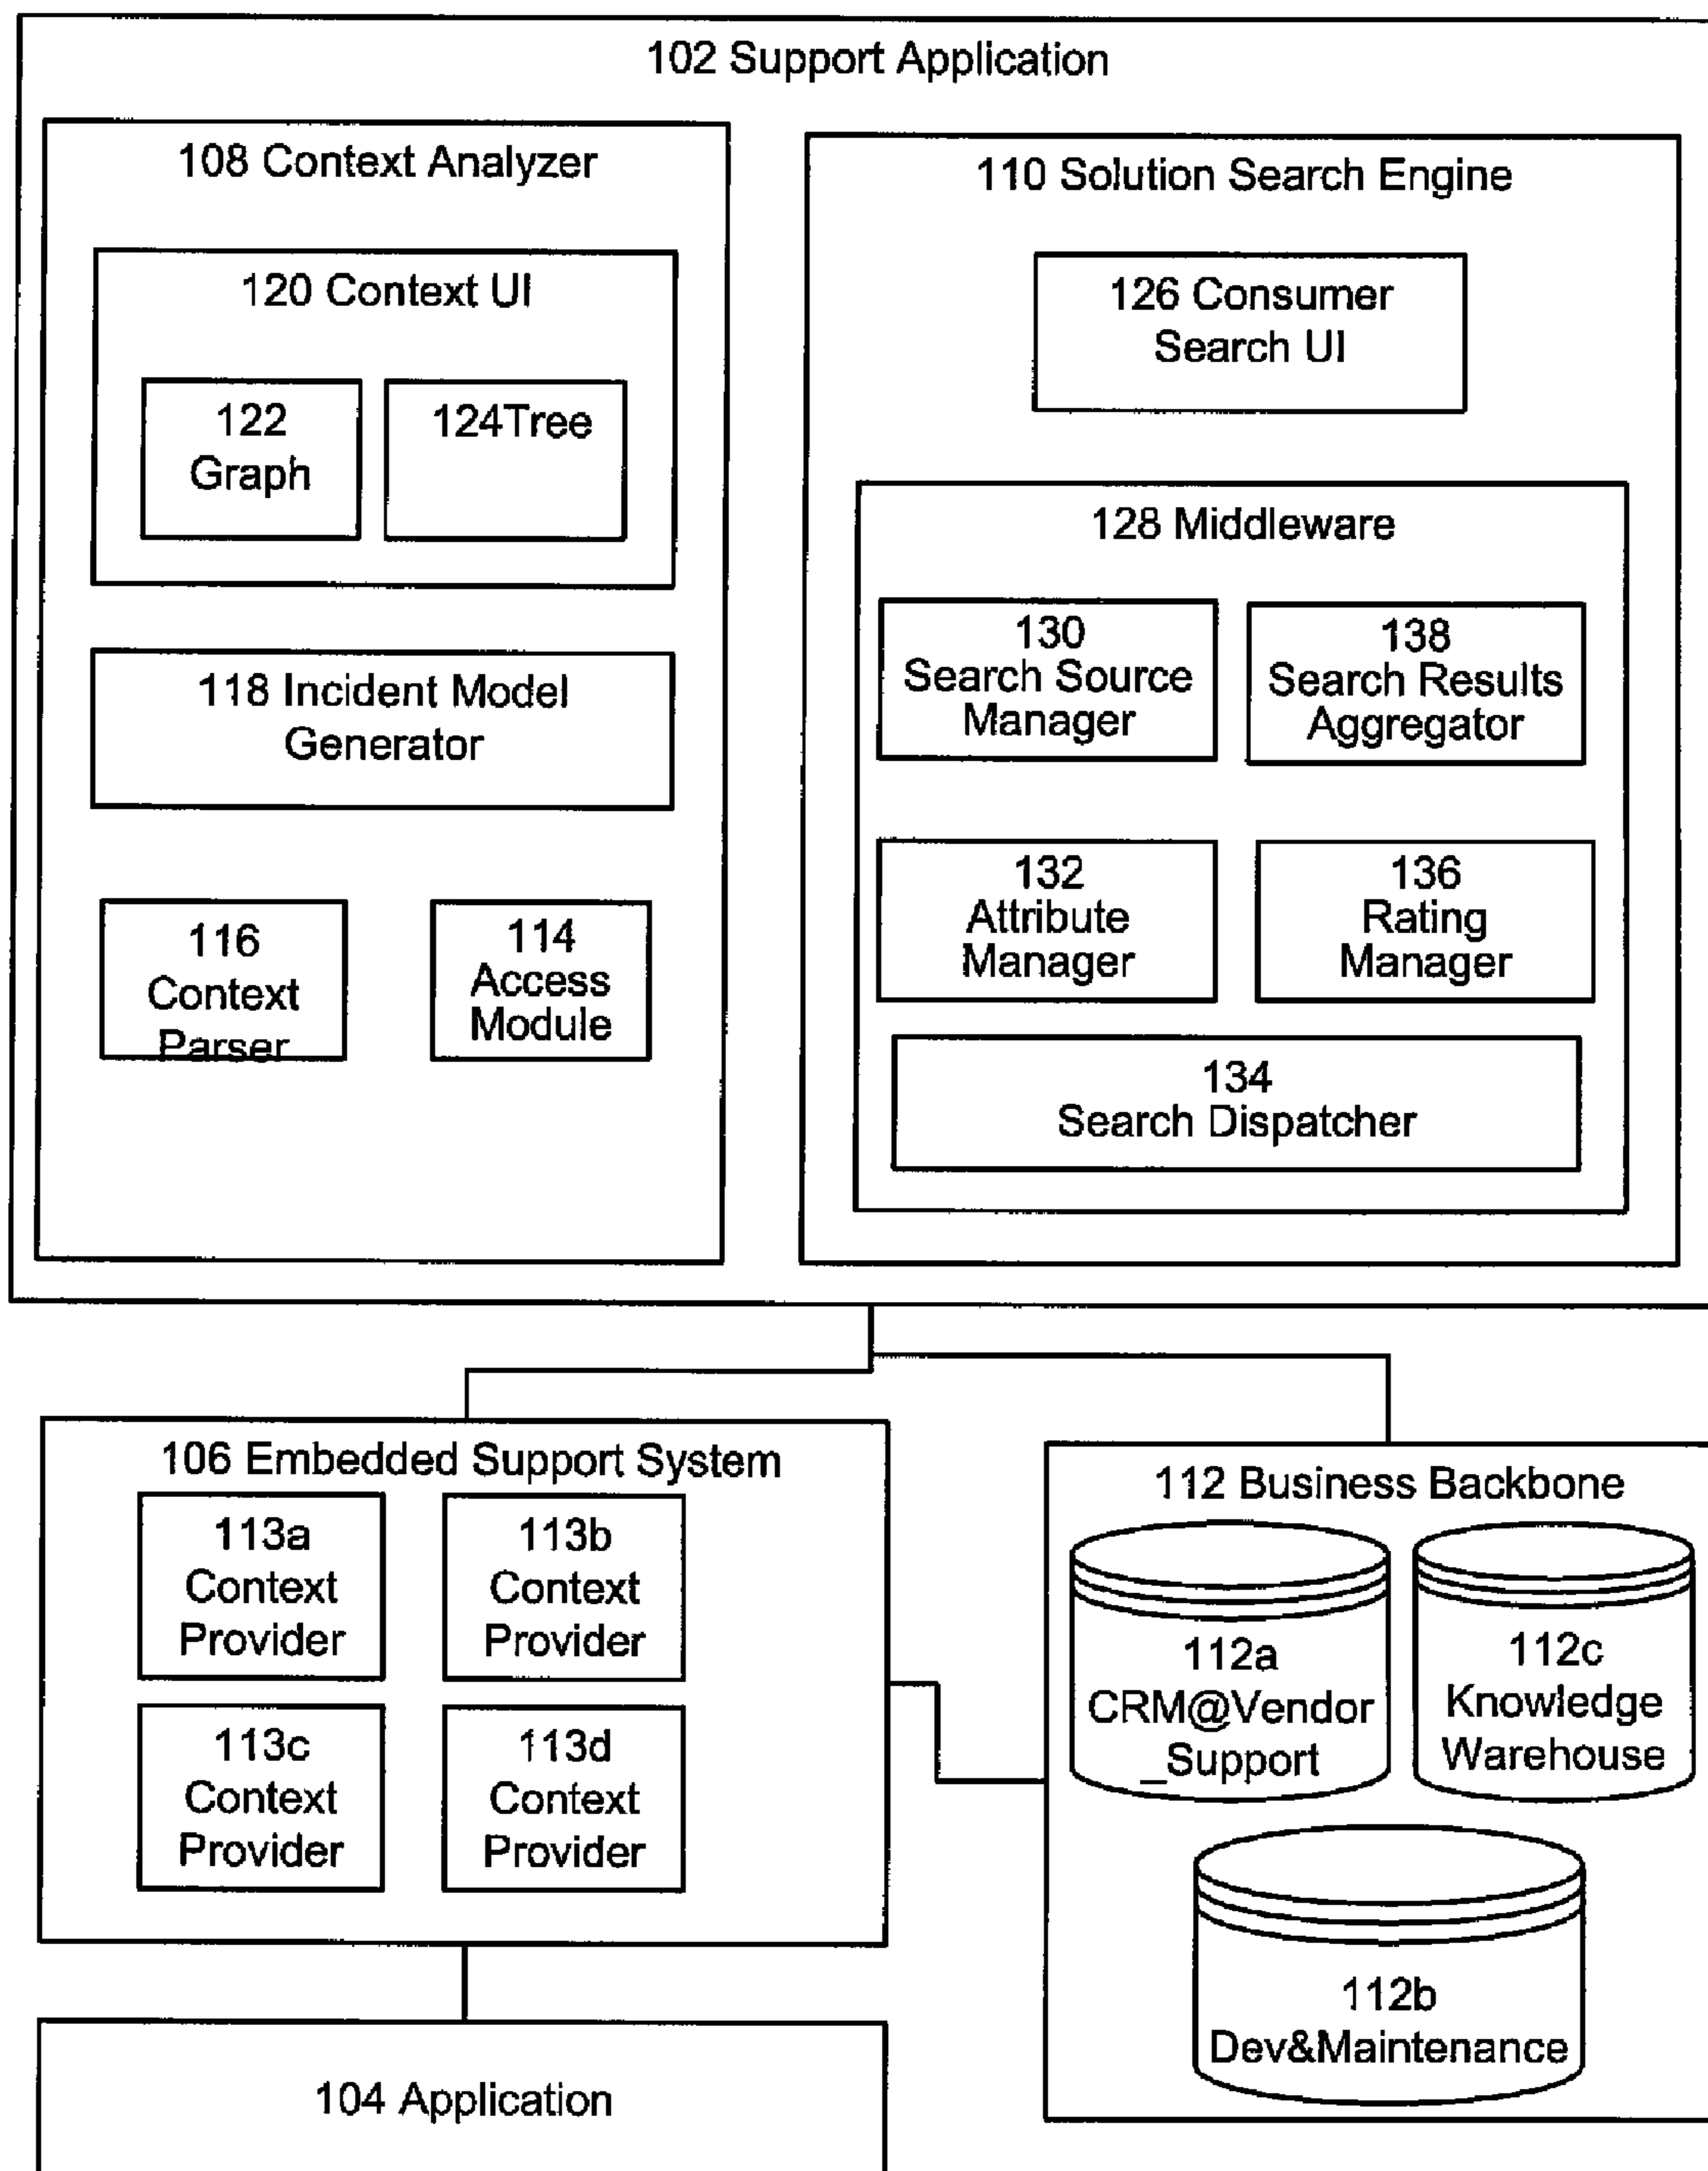 102 Support Application
108 Context Analyzer
120 Context UI
122
Graph
124Tree
118 Incident Model
Generator
116
Context
Parser
114
Access
Module
110 Solution Search Engine
126 Consumer
Search UI
128 Middleware
130
Search Source
Manager
138
Search Results
Aggregator
132
Attribute
Manager
136
Rating
Manager
134
Search Dispatcher
106 Embedded Support System
113a
Context
Provider
113b
Context
Provider
113c
Context
Provider
113d
Context
Provider
112 Business Backbone
112a
CRM@Vendor
_Support
112c
Knowledge
Warehouse
112b
Dev&Maintenance
104 Application